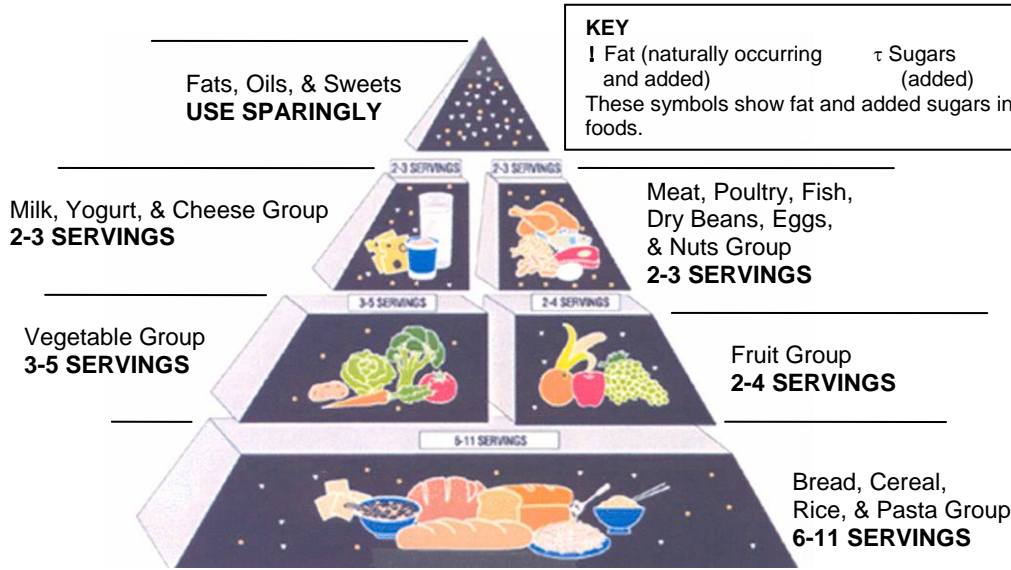 KEY
! Fat (naturally occurring and added)
τ Sugars (added)
These symbols show fat and added sugars in
foods.
Fats, Oils, & Sweets
USE SPARINGLY
2-3 SERVINGS
2-3 SERVINGS
Milk, Yogurt, & Cheese Group
2-3 SERVINGS
Meat, Poultry, Fish,
Dry Beans, Eggs,
& Nuts Group
2-3 SERVINGS
3-5 SERVINGS
2-4 SERVINGS
Vegetable Group
3-5 SERVINGS
Fruit Group
2-4 SERVINGS
6-11 SERVINGS
Bread, Cereal,
Rice, & Pasta Group
6-11 SERVINGS